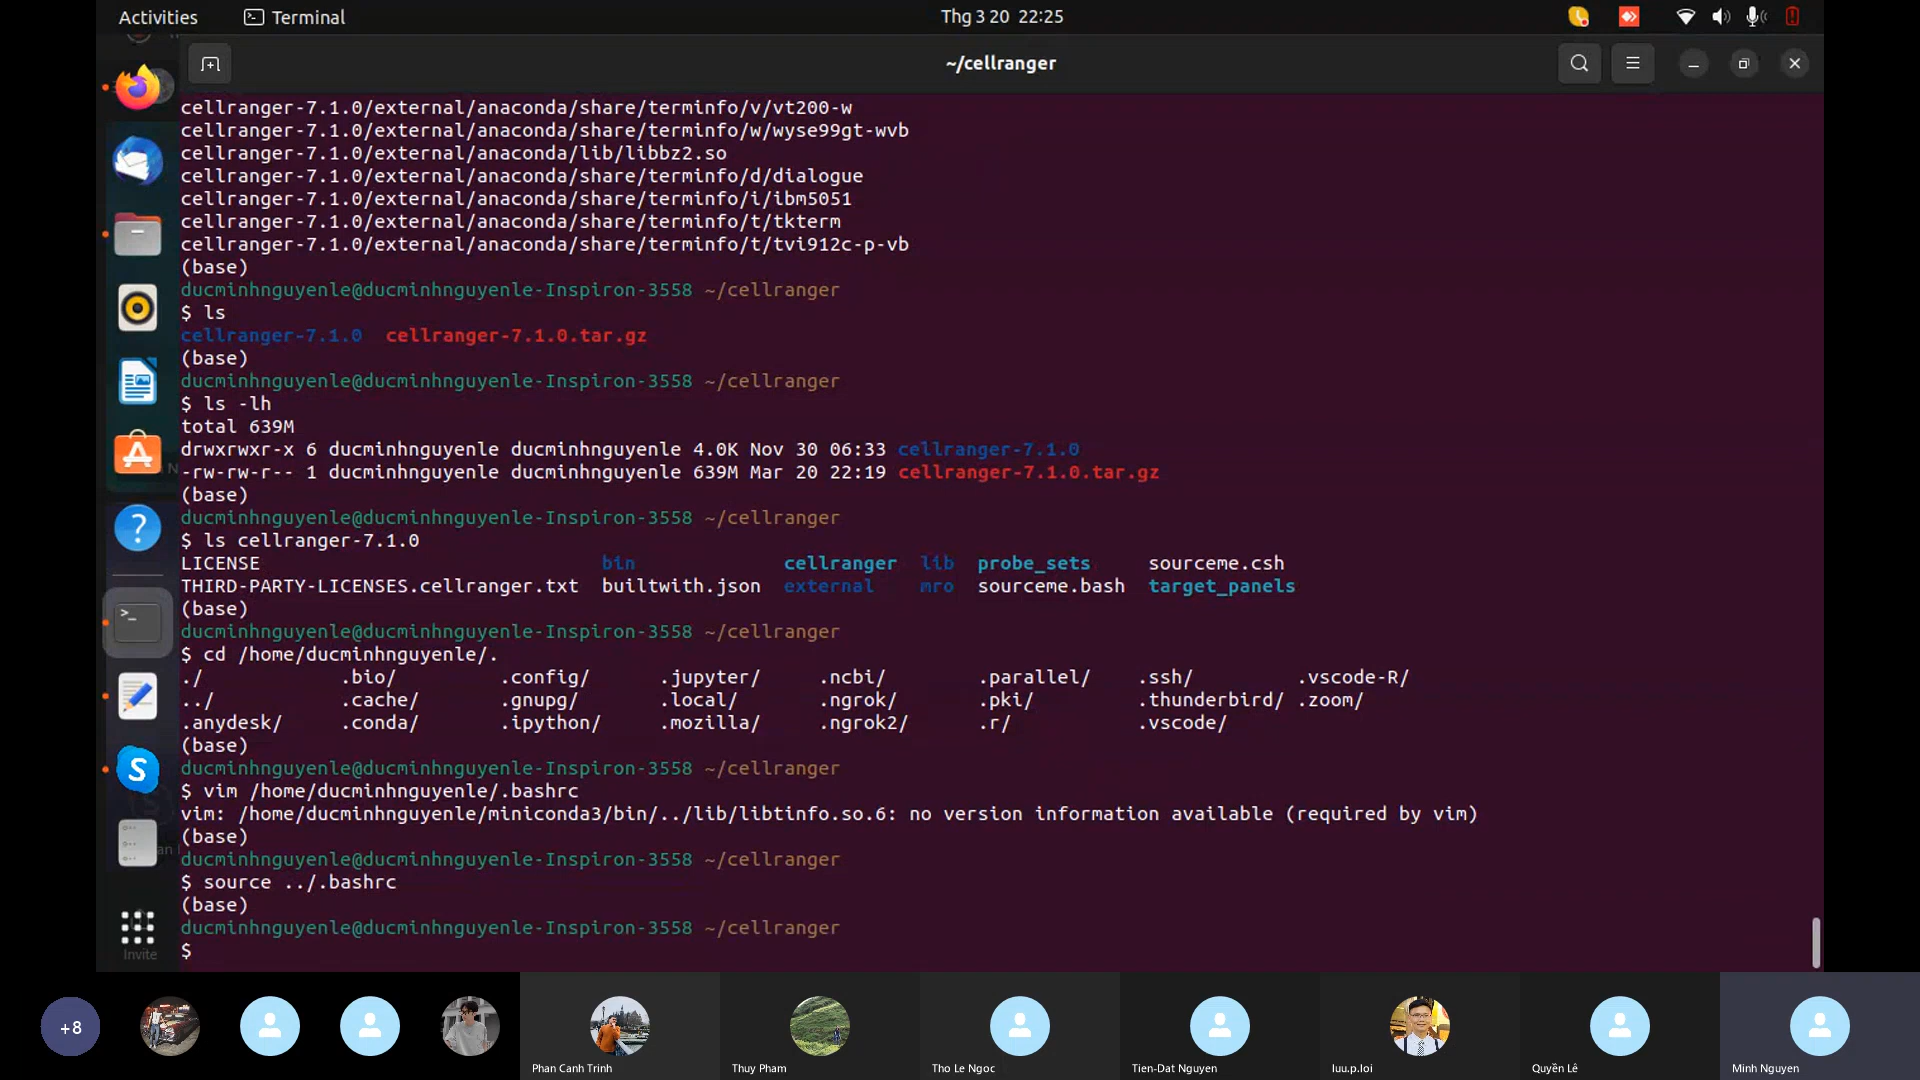 Activities
Terminal
Thg 3 20 22:25
~/cellranger
cellranger-7.1.0/external/anaconda/share/terminfo/v/vt200-w
cellranger-7.1.0/external/anaconda/share/terminfo/w/wyse99gt-wvb
cellranger-7.1.0/external/anaconda/lib/libbz2.so
cellranger-7.1.0/external/anaconda/share/terminfo/d/dialogue
cellranger-7.1.0/external/anaconda/share/terminfo/i/ibm5051
cellranger-7.1.0/external/anaconda/share/terminfo/t/tkterm
cellranger-7.1.0/external/anaconda/share/terminfo/t/tvi912c-p-vb
(base)
ducminhnguyenle@ducminhnguyenle-Inspiron-3558 ~/cellranger
$ ls
cellranger-7.1.0 cellranger-7.1.0.tar.gz
(base)
ducminhnguyenle@ducminhnguyenle-Inspiron-3558 ~/cellranger
$ ls -lh
total 639M
drwxrwxr-x 6 ducminhnguyenle ducminhnguyenle 4.0K Nov 30 06:33 cellranger-7.1.0
-rw-rw-r-- 1 ducminhnguyenle ducminhnguyenle 639M Mar 20 22:19 cellranger-7.1.0.tar.gz
(base)
ducminhnguyenle@ducminhnguyenle-Inspiron-3558 ~/cellranger
$ ls cellranger-7.1.0
LICENSE bin cellranger lib probe_sets sourceme.csh
THIRD-PARTY-LICENSES.cellranger.txt builtwith.json external mro sourceme.bash target_panels
(base)
ducminhnguyenle@ducminhnguyenle-Inspiron-3558 ~/cellranger
$ cd /home/ducminhnguyenle/.
./ .bio/ .config/ .jupyter/ .ncbi/ .parallel/ .ssh/ .vscode-R/
../ .cache/ .gnupg/ .local/ .ngrok/ .pki/ .thunderbird/ .zoom/
.anydesk/ .conda/ .ipython/ .mozilla/ .ngrok2/ .r/ .vscode/
(base)
ducminhnguyenle@ducminhnguyenle-Inspiron-3558 ~/cellranger
$ vim /home/ducminhnguyenle/.bashrc
vim: /home/ducminhnguyenle/miniconda3/bin/../lib/libtinfo.so.6: no version information available (required by vim)
(base)
ducminhnguyenle@ducminhnguyenle-Inspiron-3558 ~/cellranger
$ source ../.bashrc
(base)
ducminhnguyenle@ducminhnguyenle-Inspiron-3558 ~/cellranger
$
Invite
+8
Phan Canh Trinh
Thuy Pham
Tho Le Ngoc
Tien-Dat Nguyen
luu.p.loi
Quyền Lê
Minh Nguyen